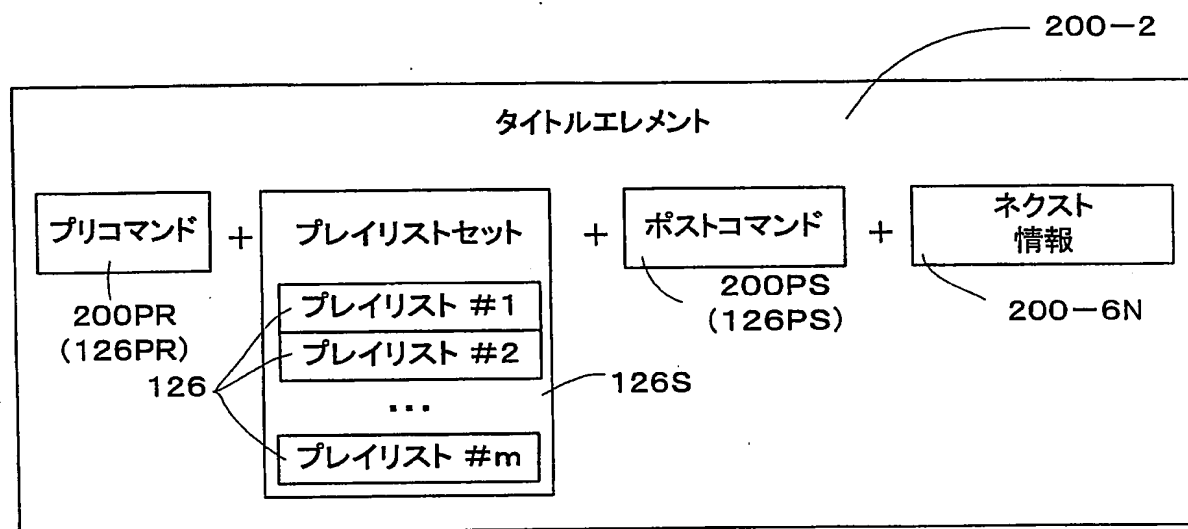 200−2
タイトルエレメント
プリコマンド + プレイリストセット + ポストコマンド + ネクスト
情報
200PR
(126PR)
200PS
(126PS)
200−6N
プレイリスト #1
プレイリスト #2
126
126S
...
プレイリスト #m